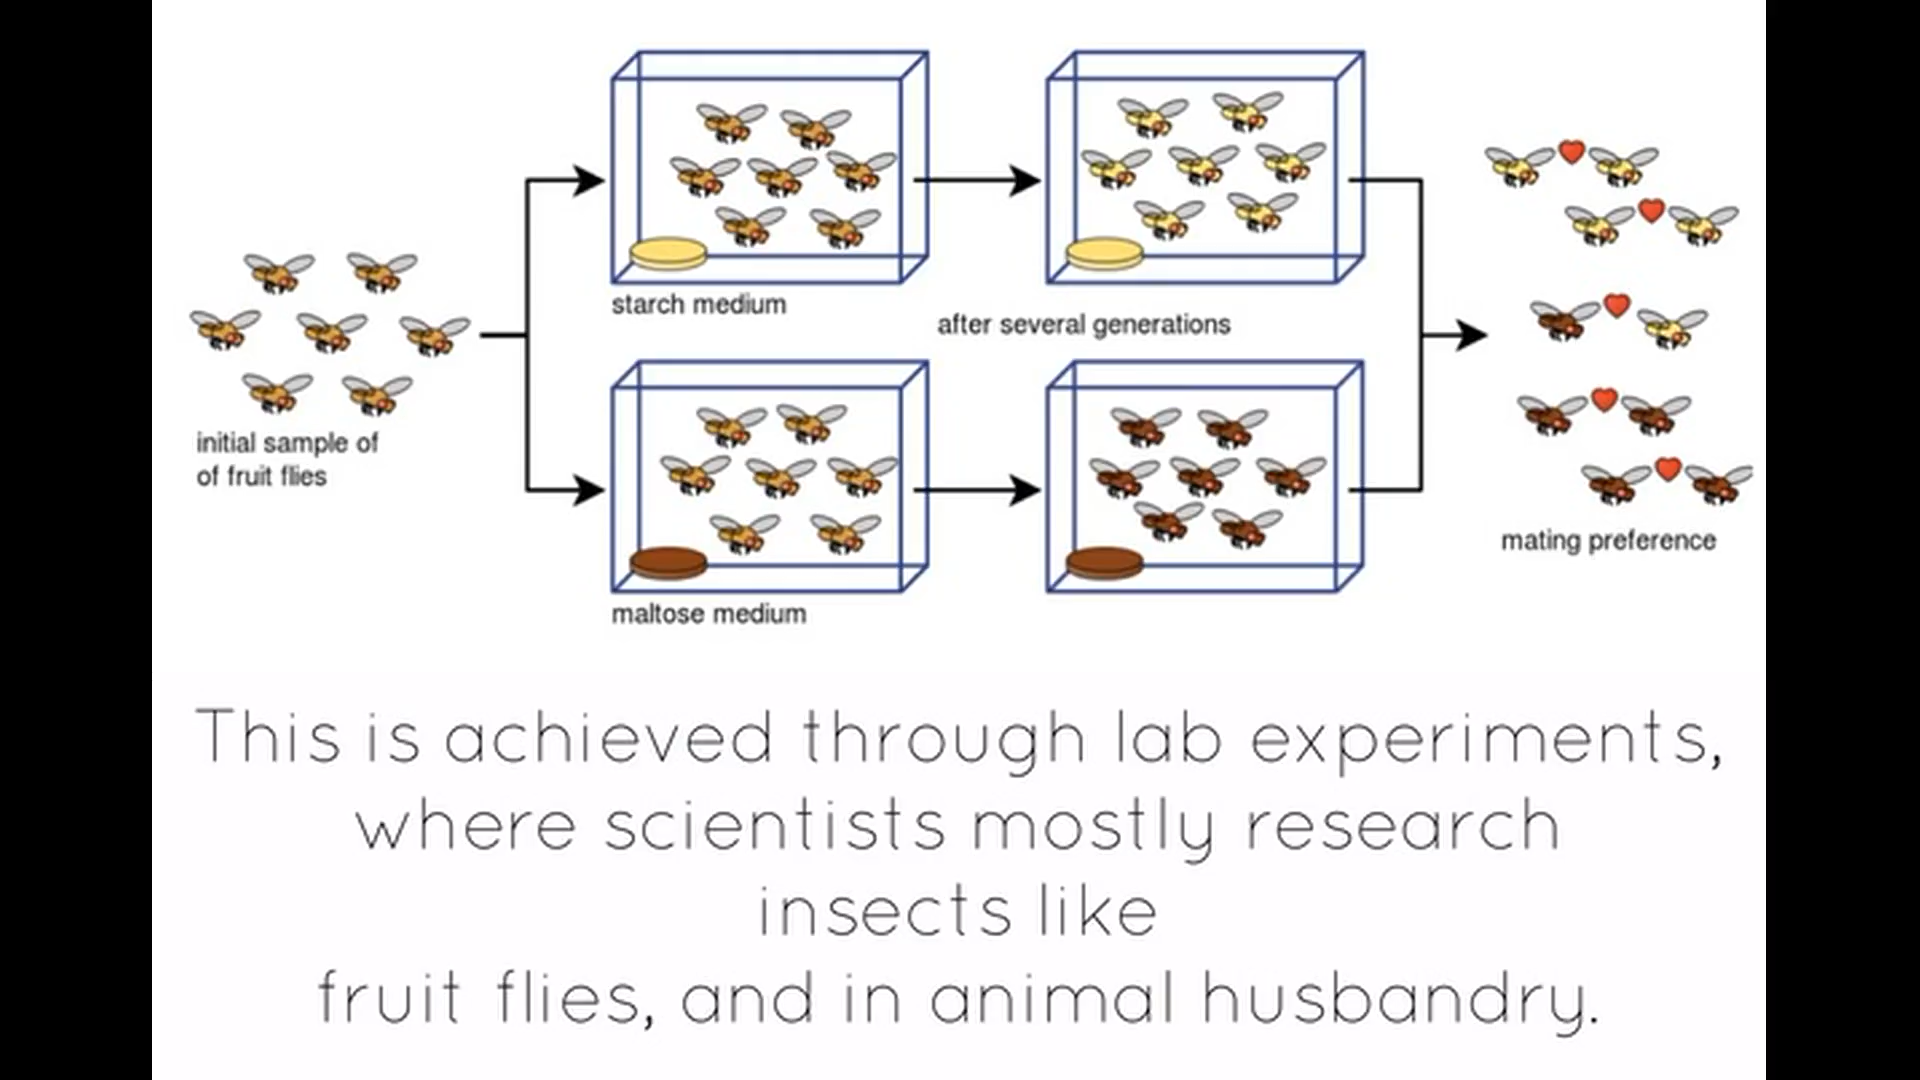 starch medium
after several generations
initial sample of
of fruit flies
maltose medium
mating preference
This is achieved through lab experiments,
where scientists mostly research
insects like
fruit flies, and in animal husbandry.